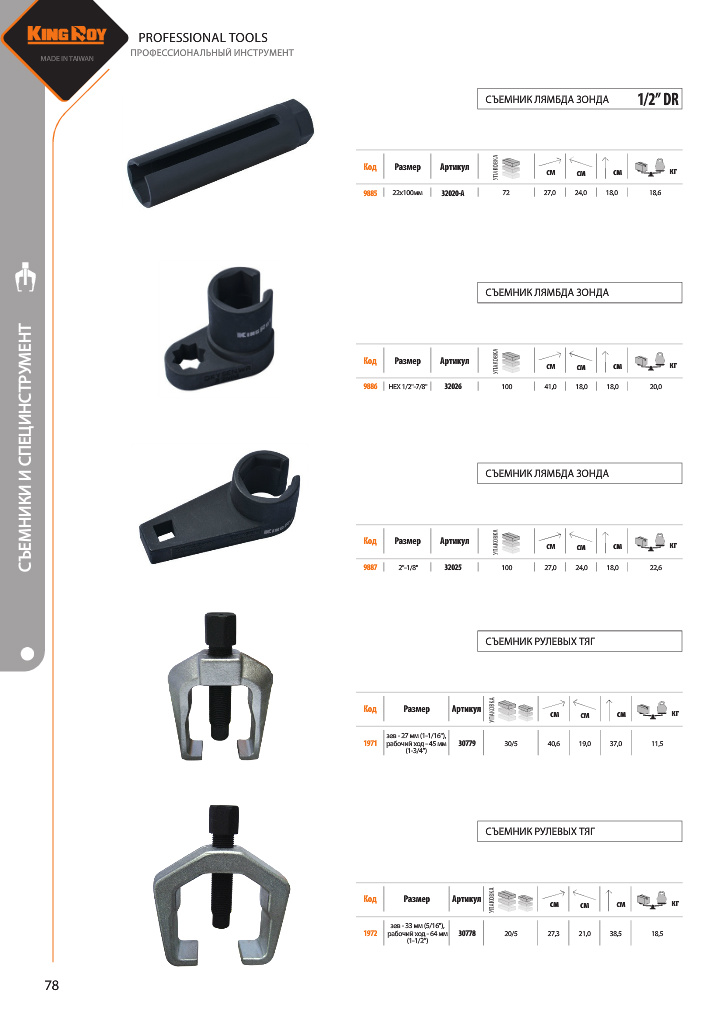 KING ROY
MADE IN TAIWAN
PROFESSIONAL TOOLS
ПРОФЕССИОНАЛЬНЫЙ ИНСТРУМЕНТ
СЪЕМНИКИ И СПЕЦИНСТРУМЕНТ
СЪЕМНИК ЛЯМБДА ЗОНДА 1/2” DR
Код Размер Артикул УПАКОВКА СМ СМ СМ КГ
9885 22x100мм 32020-A 72 27,0 24,0 18,0 18,6
СЪЕМНИК ЛЯМБДА ЗОНДА
Код Размер Артикул УПАКОВКА СМ СМ СМ КГ
9886 HEX 1/2"-7/8" 32026 100 41,0 18,0 18,0 20,0
СЪЕМНИК ЛЯМБДА ЗОНДА
Код Размер Артикул УПАКОВКА СМ СМ СМ КГ
9887 2"-1/8" 32025 100 27,0 24,0 18,0 22,6
СЪЕМНИК РУЛЕВЫХ ТЯГ
Код Размер Артикул УПАКОВКА СМ СМ СМ КГ
зев - 27 мм (1-1/16"),
1971 рабочий ход - 45 мм 30779 30/5 40,6 19,0 37,0 11,5
(1-3/4")
СЪЕМНИК РУЛЕВЫХ ТЯГ
Код Размер Артикул УПАКОВКА СМ СМ СМ КГ
зев - 33 мм (5/16"),
1972 рабочий ход - 64 мм 30778 20/5 27,3 21,0 38,5 18,5
(1-1/2")
78